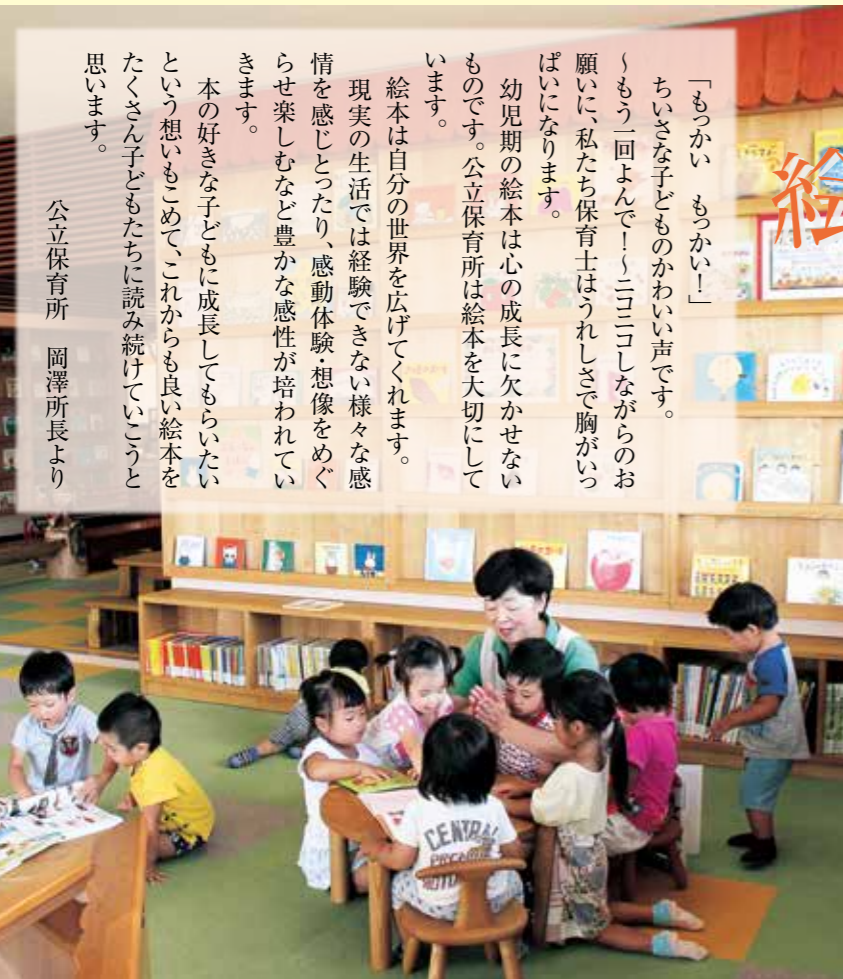 絵
「もっかい　もっかい！」
　ちいさな子どものかわいい声です。
～もう一回よんで！～ニコニコしながらのお
願いに、私たち保育士はうれしさで胸がいっ
ぱいになります。
　幼児期の絵本は心の成長に欠かせない
ものです。公立保育所は絵本を大切にして
います。
　絵本は自分の世界を広げてくれます。
　現実の生活では経験できない様々な感
情を感じとったり、感動体験・想像をめぐ
らせ楽しむなど豊かな感性が培われてい
きます。
　本の好きな子どもに成長してもらいたい
という想いもこめて、これからも良い絵本を
たくさん子どもたちに読み続けていこうと
思います。
公立保育所　岡澤所長より
CENTRAL